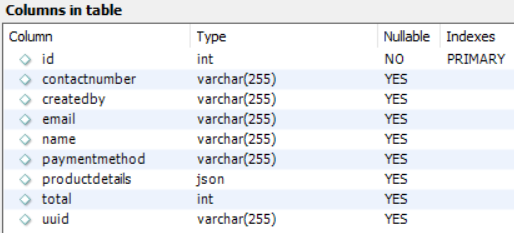 Columns in table
Column Type Nullable Indexes
id int NO PRIMARY
contactnumber varchar(255) YES
createdby varchar(255) YES
email varchar(255) YES
name varchar(255) YES
paymentmethod varchar(255) YES
productdetails json YES
total int YES
uuid varchar(255) YES